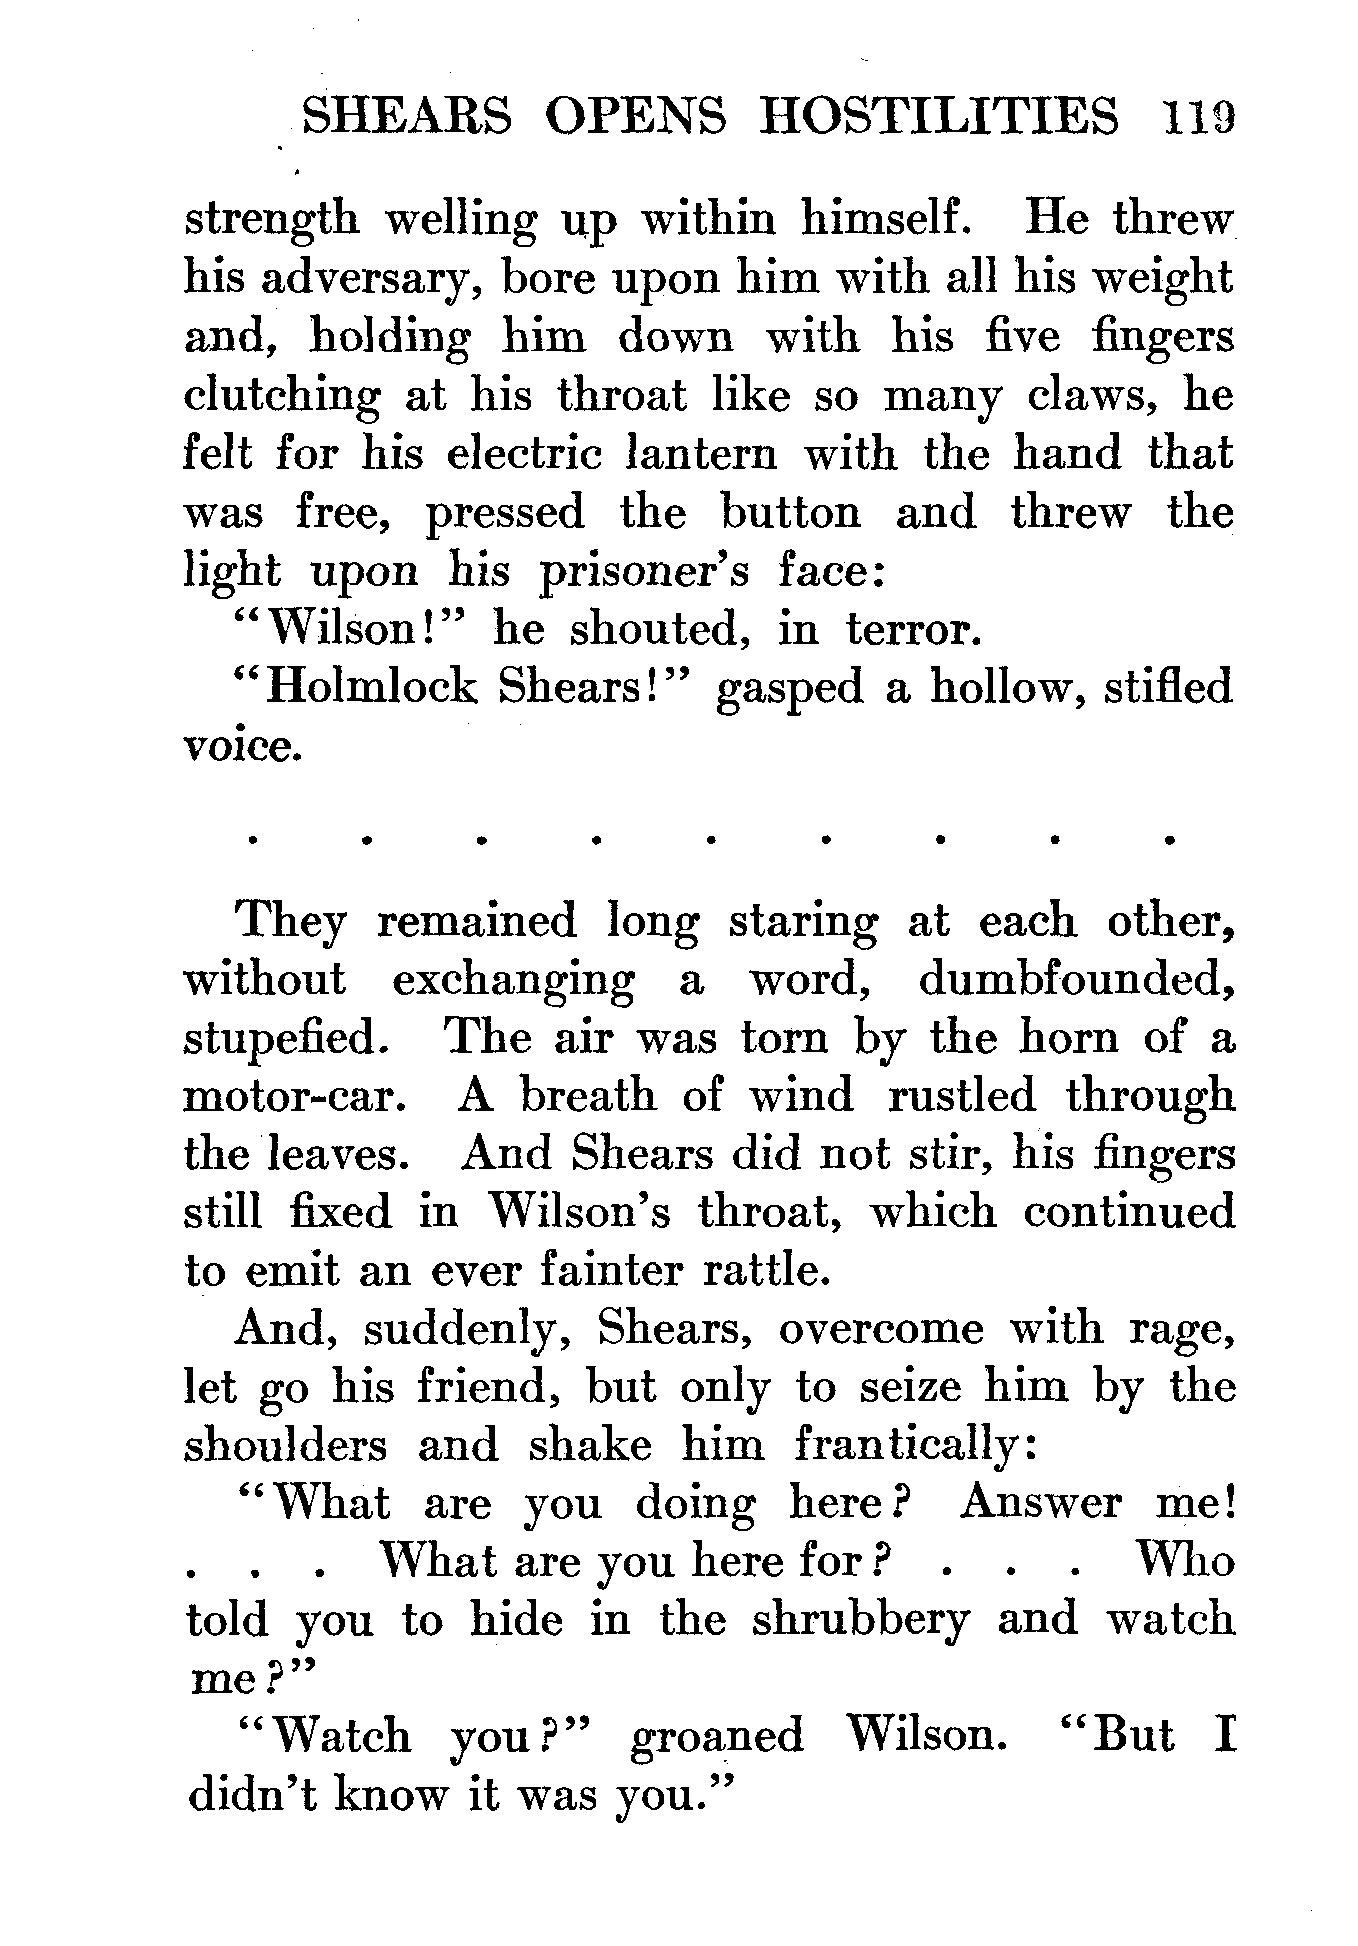 SHEARS OPENS HOSTILITIES 119
strength welling up within himself. He threw
his adversary, bore upon him with all his weight
and, holding him down with his five fingers
clutching at his throat like so many claws, he
felt for his electric lantern with the hand that
was free, pressed the button and threw the
light upon his prisoner's face:
"Wilson!" he shouted, in terror.
"Holmlock Shears!" gasped a hollow, stifled
voice.
. . . . . . . . .
They remained long staring at each other,
without exchanging a word, dumbfounded,
stupefied. The air was torn by the horn of a
motor-car. A breath of wind rustled through
the leaves. And Shears did not stir, his fingers
still fixed in Wilson's throat, which continued
to emit an ever fainter rattle.
And, suddenly, Shears, overcome with rage,
let go his friend, but only to seize him by the
shoulders and shake him frantically:
"What are you doing here? Answer me!
. . . What are you here for? . . . Who
told you to hide in the shrubbery and watch
me?"
"Watch you?" groaned Wilson. "But I
didn't know it was you."